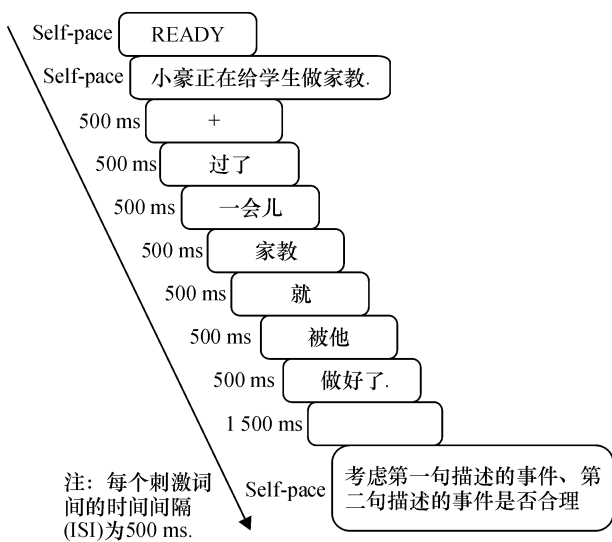 Self-pace READY
Self-pace 小豪正在给学生做家教.
500 ms +
500 ms 过了
500 ms 一会儿
500 ms 家教
500 ms 就
500 ms 被他
500 ms 做好了.
1 500 ms
Self-pace 考虑第一句描述的事件、第
二句描述的事件是否合理
注：每个刺激词
间的时间间隔
(ISI)为500 ms.